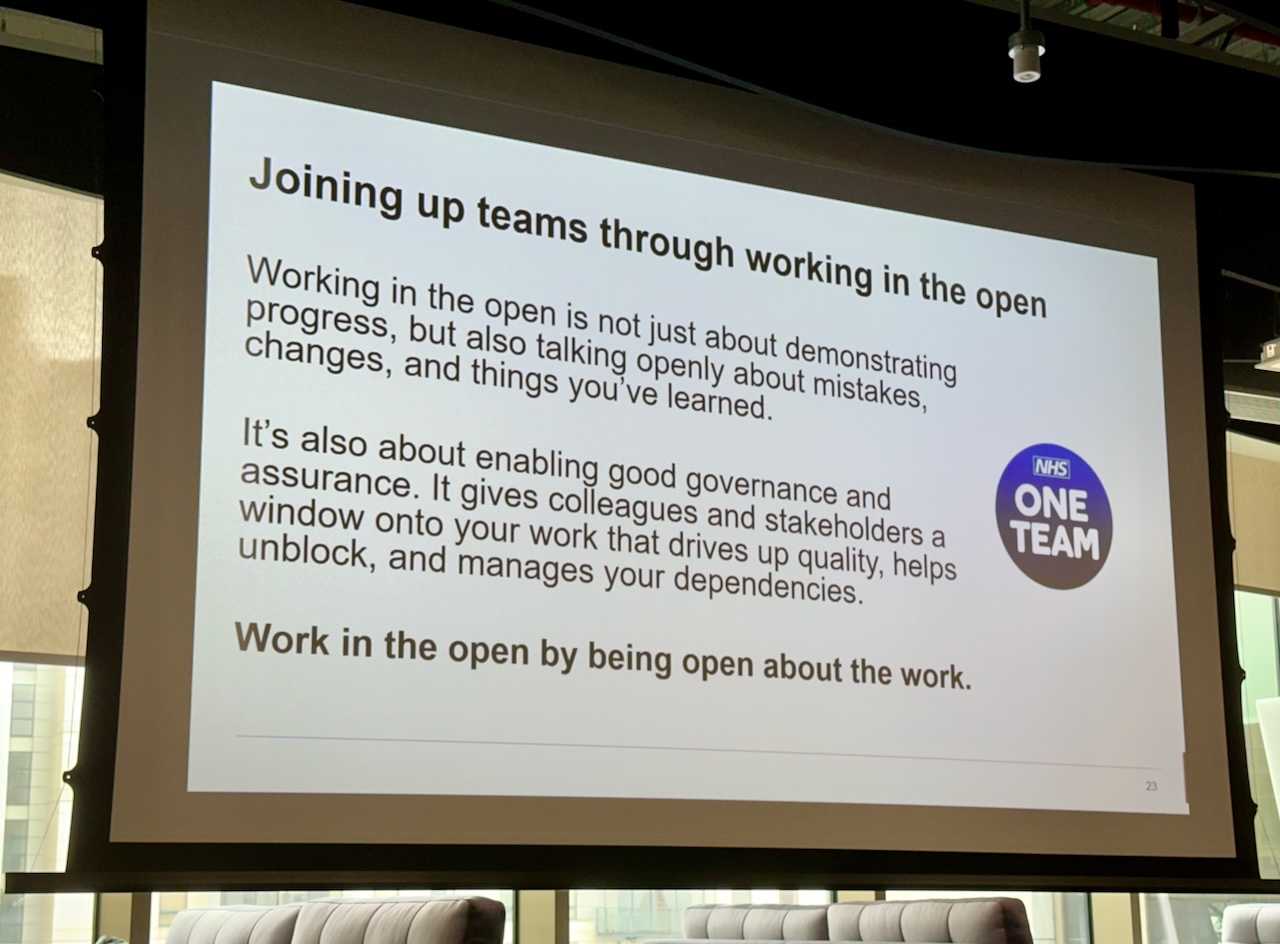 Joining up teams through working in the open
Working in the open is not just about demonstrating
progress, but also talking openly about mistakes,
changes, and things you’ve learned.
It’s also about enabling good governance and
assurance. It gives colleagues and stakeholders a
window onto your work that drives up quality, helps
unblock, and manages your dependencies.
NHS
ONE
TEAM
Work in the open by being open about the work.
23